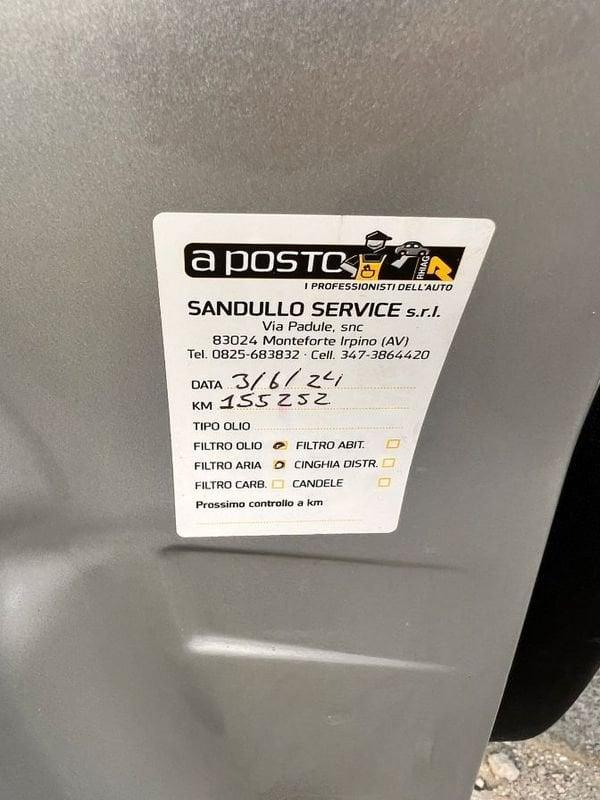 a posto
RHIAG
I PROFESSIONISTI DELL'AUTO
SANDULLO SERVICE s.r.l.
Via Padule, snc
83024 Monteforte Irpino (AV)
Tel. 0825-683832 · Cell. 347-3864420
DATA 3/6/24
KM 155252
TIPO OLIO
FILTRO OLIO FILTRO ABIT.
FILTRO ARIA CINGHIA DISTR.
FILTRO CARB. CANDELE
Prossimo controllo a km